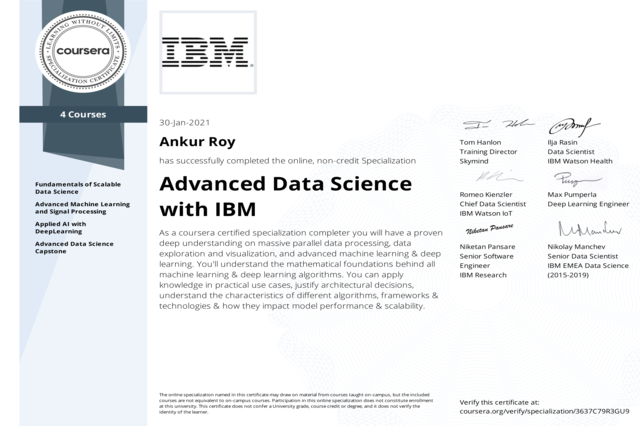 LEARNING WITHOUT LIMITS
coursera
SPECIALIZATION CERTIFICATE
IBM
4 Courses
Fundamentals of Scalable
Data Science
Advanced Machine Learning
and Signal Processing
Applied AI with
DeepLearning
Advanced Data Science
Capstone
30-Jan-2021
Ankur Roy
has successfully completed the online, non-credit Specialization
Advanced Data Science
with IBM
As a coursera certified specialization completer you will have a proven
deep understanding on massive parallel data processing, data
exploration and visualization, and advanced machine learning & deep
learning. You'll understand the mathematical foundations behind all
machine learning & deep learning algorithms. You can apply
knowledge in practical use cases, justify architectural decisions,
understand the characteristics of different algorithms, frameworks &
technologies & how they impact model performance & scalability.
Tom Hanlon
Training Director
Skymind
Ilja Rasin
Data Scientist
IBM Watson Health
Romeo Kienzler
Chief Data Scientist
IBM Watson IoT
Max Pumperla
Deep Learning Engineer
Niketan Pansare
Niketan Pansare
Senior Software
Engineer
IBM Research
Nikolay Manchev
Senior Data Scientist
IBM EMEA Data Science
(2015-2019)
The online specialization named in this certificate may draw on material from courses taught on-campus, but the included
courses are not equivalent to on-campus courses. Participation in this online specialization does not constitute enrollment
at this university. This certificate does not confer a University grade, course credit or degree, and it does not verify the
identity of the learner.
Verify this certificate at:
coursera.org/verify/specialization/3637C79R3GU9